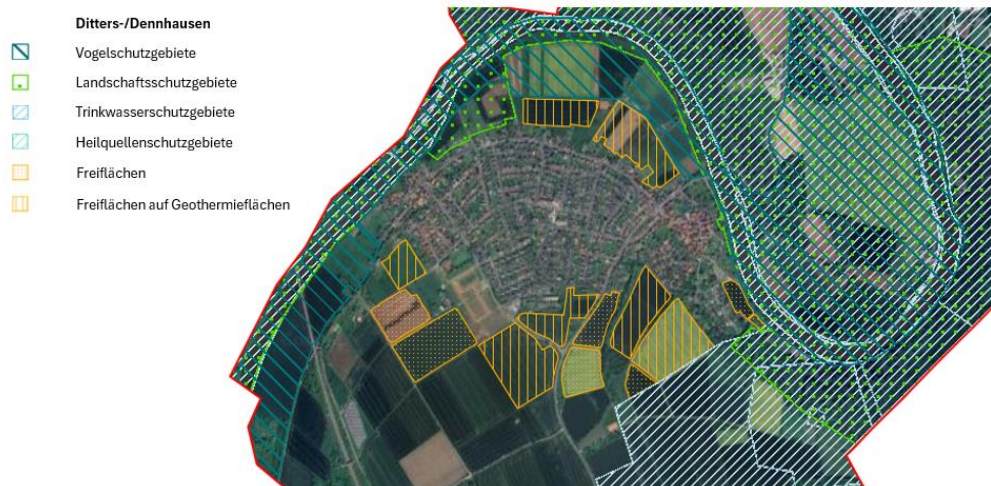 Ditters-/Dennhausen
Vogelschutzgebiete
Landschaftsschutzgebiete
Trinkwasserschutzgebiete
Heilquellenschutzgebiete
Freiflächen
Freiflächen auf Geothermieflächen